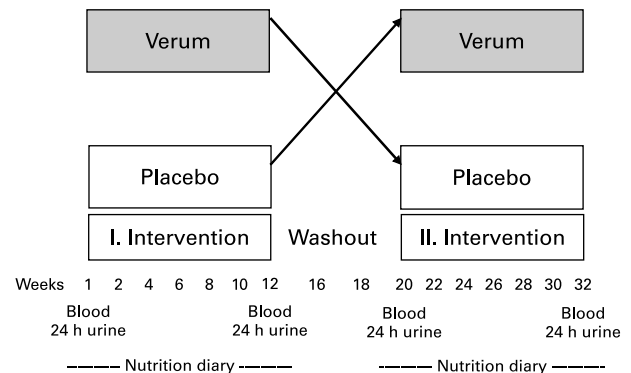 Verum Verum
Placebo Placebo
I. Intervention Washout II. Intervention
Weeks 1 2 4 6 8 10 12 16 18 20 22 24 26 28 30 32
Blood Blood Blood Blood
24 h urine 24 h urine 24 h urine 24 h urine
Nutrition diary Nutrition diary